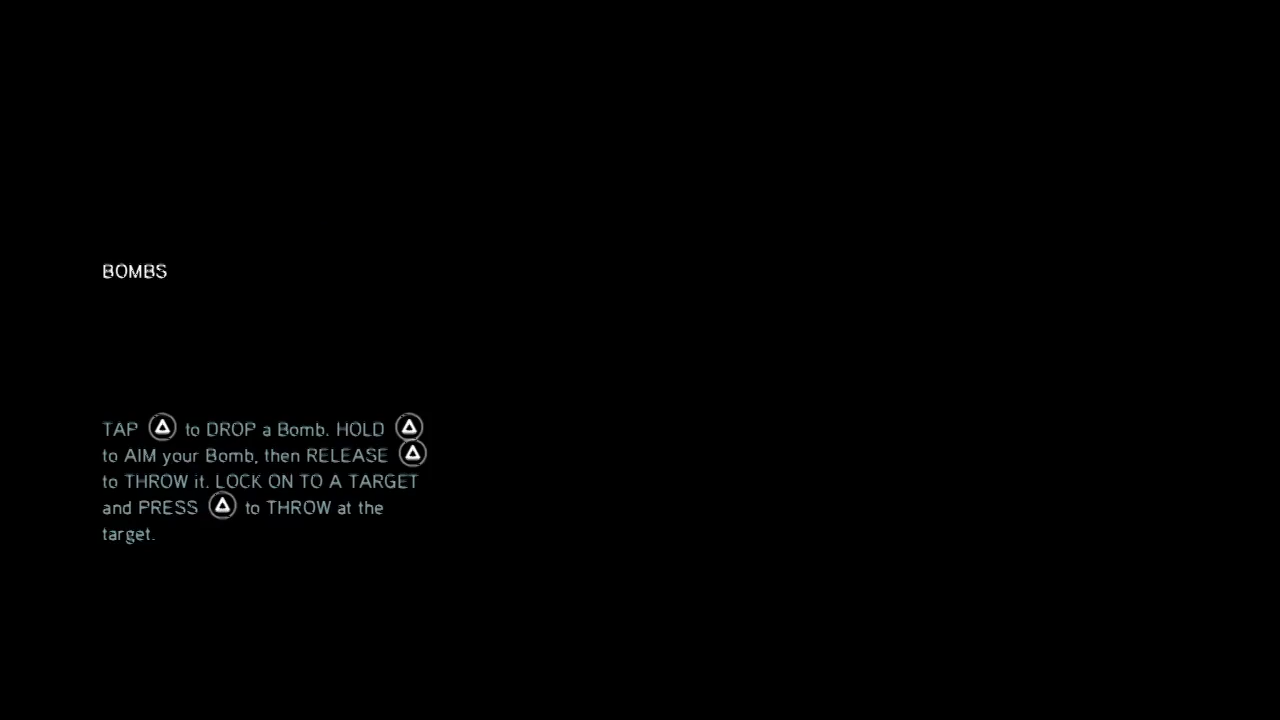 BOMBS
TAP △ to DROP a Bomb. HOLD △
to AIM your Bomb, then RELEASE △
to THROW it. LOCK ON TO A TARGET
and PRESS △ to THROW at the
target.